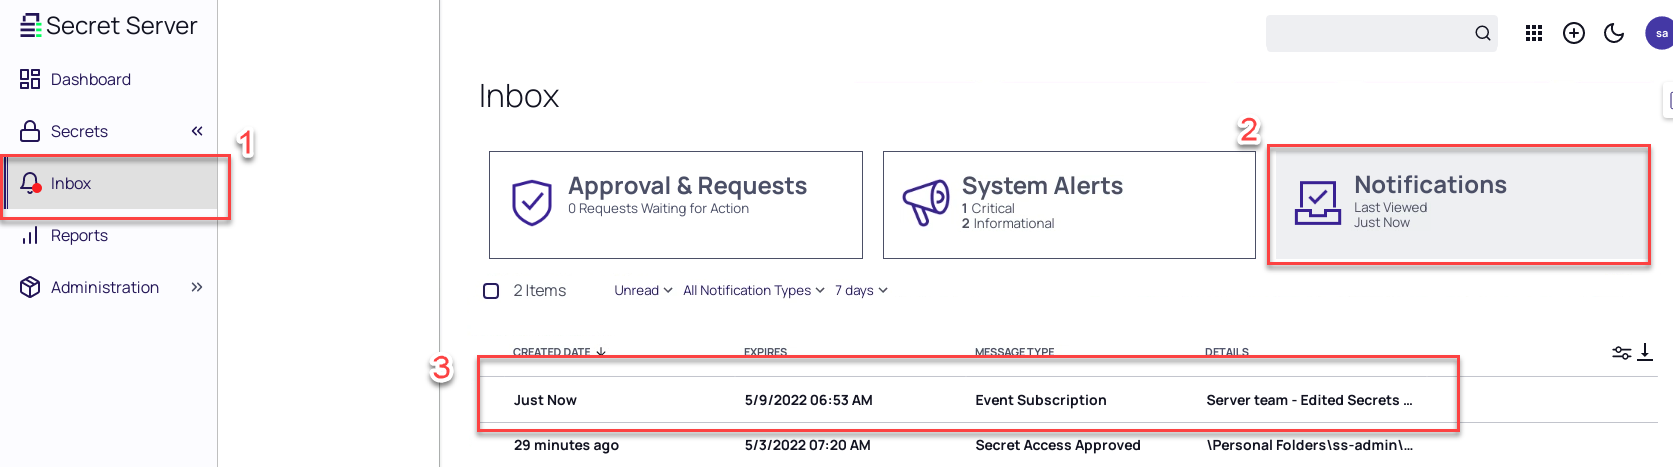 Secret Server
Dashboard
Secrets
1
Inbox
Reports
Administration
sa
Inbox
2
Approval & Requests
0 Requests Waiting for Action
System Alerts
1 Critical
2 Informational
Notifications
Last Viewed
Just Now
2 Items Unread All Notification Types 7 days
3
CREATED DATE EXPIRES MESSAGE TYPE DETAILS
Just Now 5/9/2022 06:53 AM Event Subscription Server team - Edited Secrets ...
29 minutes ago 5/3/2022 07:20 AM Secret Access Approved \Personal Folders\ss-admin\...